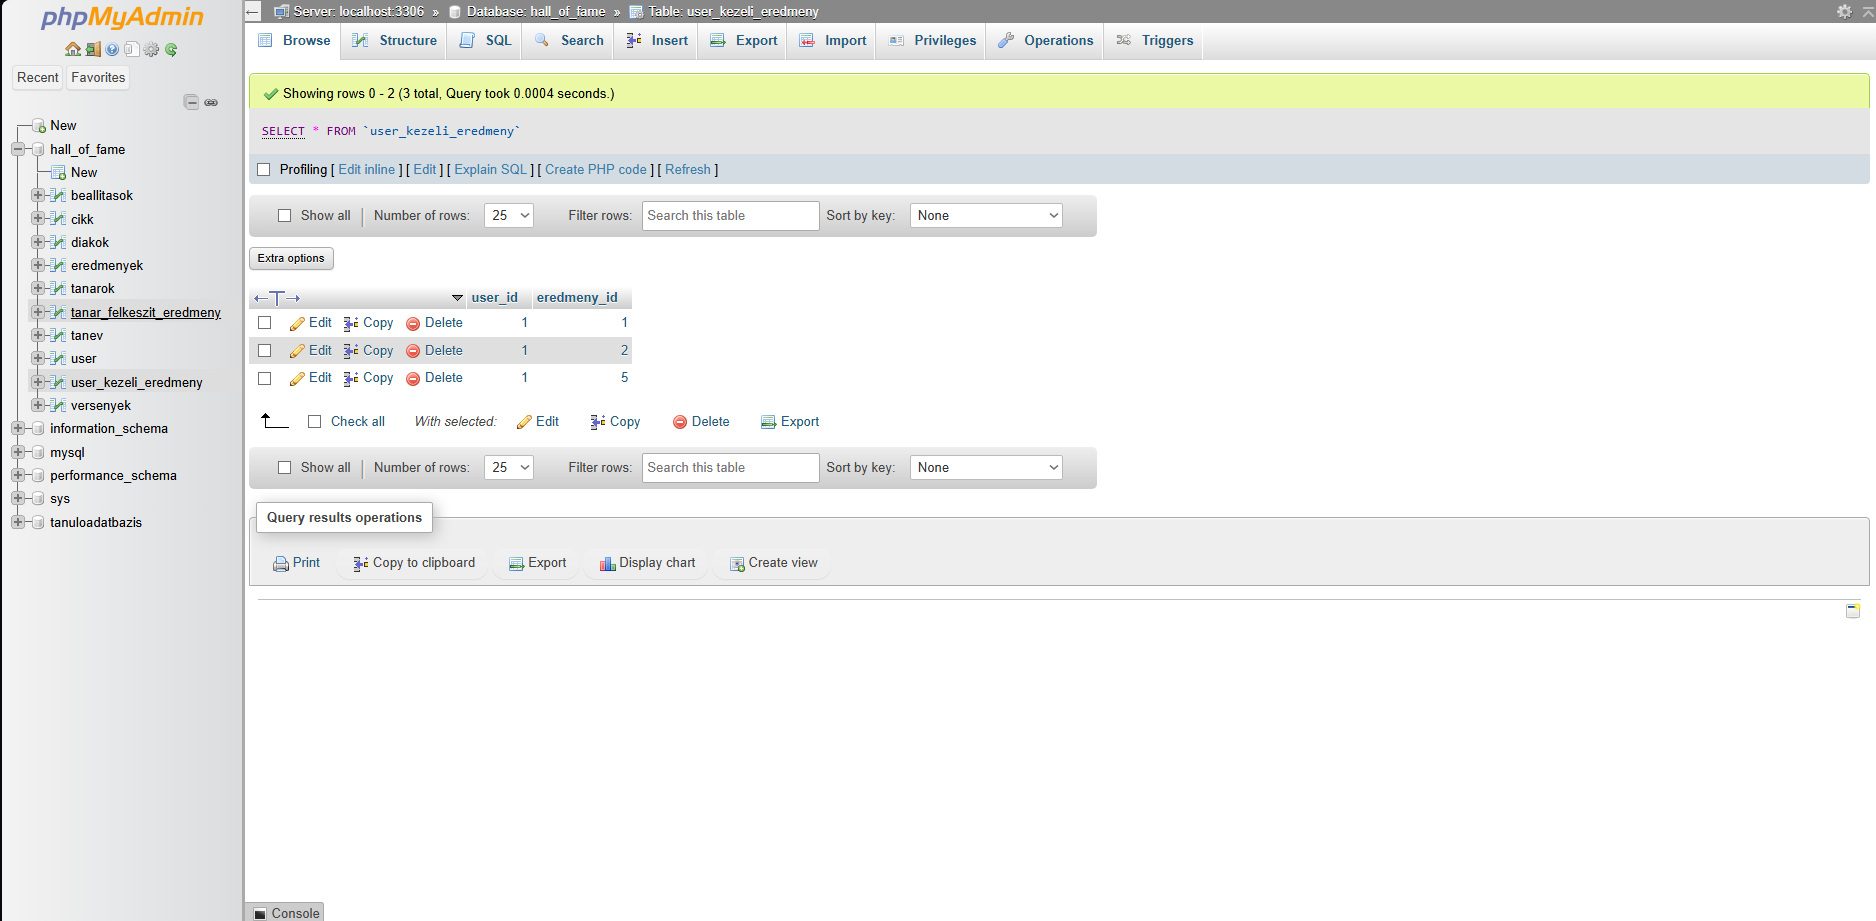 phpMyAdmin
Recent Favorites
New
hall_of_fame
New
beallitasok
cikk
diakok
eredmenyek
tanarok
tanar_felkeszit_eredmeny
tanev
user
user_kezeli_eredmeny
versenyek
information_schema
mysql
performance_schema
sys
tanuloadatbazis
Server: localhost:3306 » Database: hall_of_fame » Table: user_kezeli_eredmeny
Browse Structure SQL Search Insert Export Import Privileges Operations Triggers
Showing rows 0 - 2 (3 total, Query took 0.0004 seconds.)
SELECT * FROM `user_kezeli_eredmeny`
Profiling [ Edit inline ] [ Edit ] [ Explain SQL ] [ Create PHP code ] [ Refresh ]
Show all | Number of rows: 25 Filter rows: Search this table Sort by key: None
Extra options
←T→ user_id eredmeny_id
Edit Copy Delete 1 1
Edit Copy Delete 1 2
Edit Copy Delete 1 5
Check all With selected: Edit Copy Delete Export
Show all | Number of rows: 25 Filter rows: Search this table Sort by key: None
Query results operations
Print Copy to clipboard Export Display chart Create view
Console